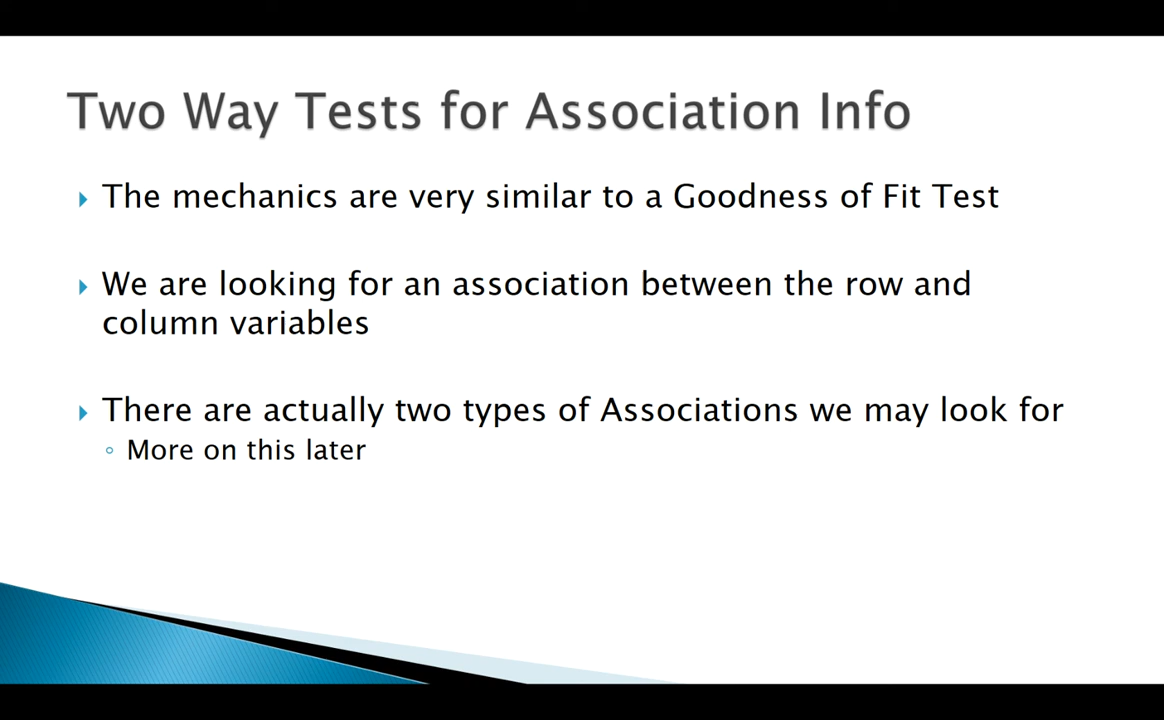 Two Way Tests for Association Info
The mechanics are very similar to a Goodness of Fit Test
We are looking for an association between the row and
column variables
There are actually two types of Associations we may look for
More on this later